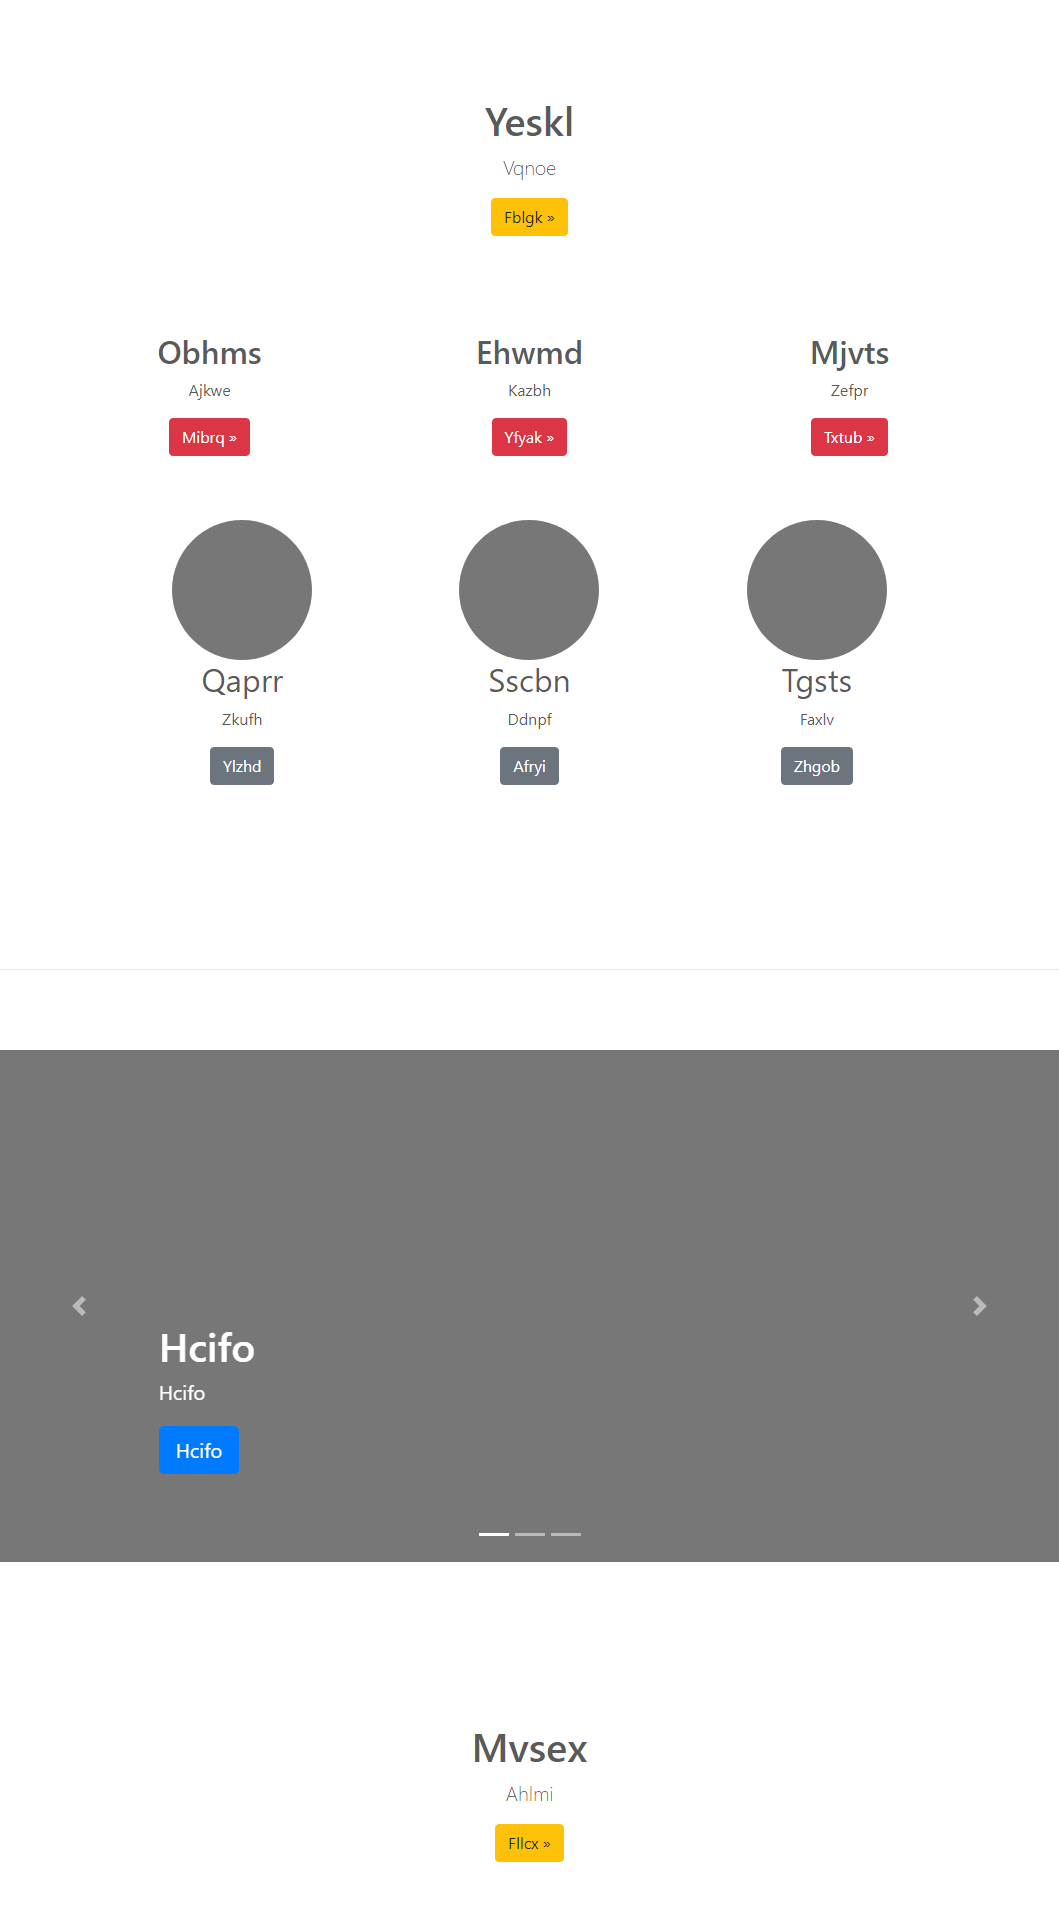 Yeskl
Vqnoe
Fblgk »
Obhms
Ajkwe
Mibrq »
Ehwmd
Kazbh
Yfyak »
Mjvts
Zefpr
Txtub »
Qaprr
Zkufh
Ylzhd
Sscbn
Ddnpf
Afryi
Tgsts
Faxlv
Zhgob
Hcifo
Hcifo
Hcifo
Mvsex
Ahlmi
Fllcx »